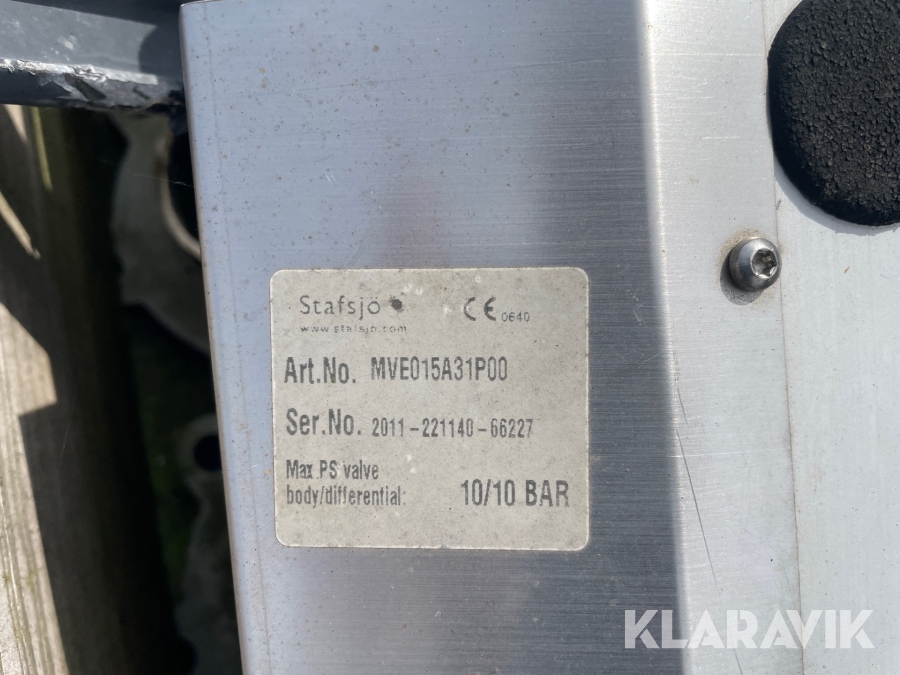 Stafsjö
CE 0640
www.stafsjo.com
Art.No. MVE015A31P00
Ser.No. 2011-221140-66227
Max PS valve
body/differential: 10/10 BAR
KLARAVIK